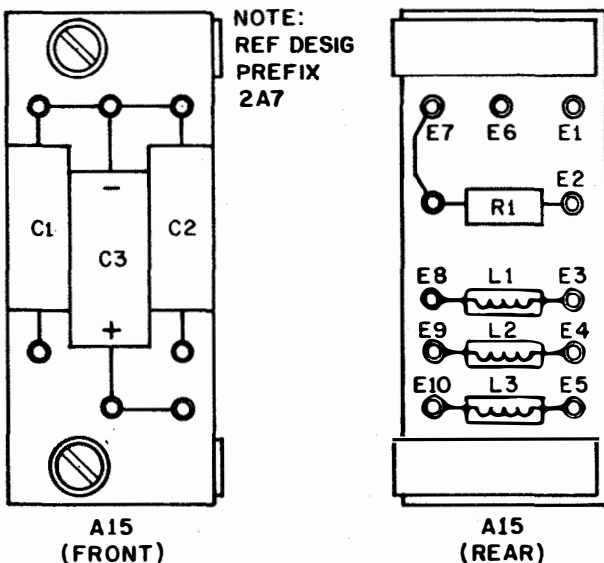 NOTE:
REF DESIG
PREFIX
2A7
C1
C2
C3
−
+
A15
(FRONT)
E7 E6 E1
E2
R1
E8 L1 E3
E9 L2 E4
E10 L3 E5
A15
(REAR)